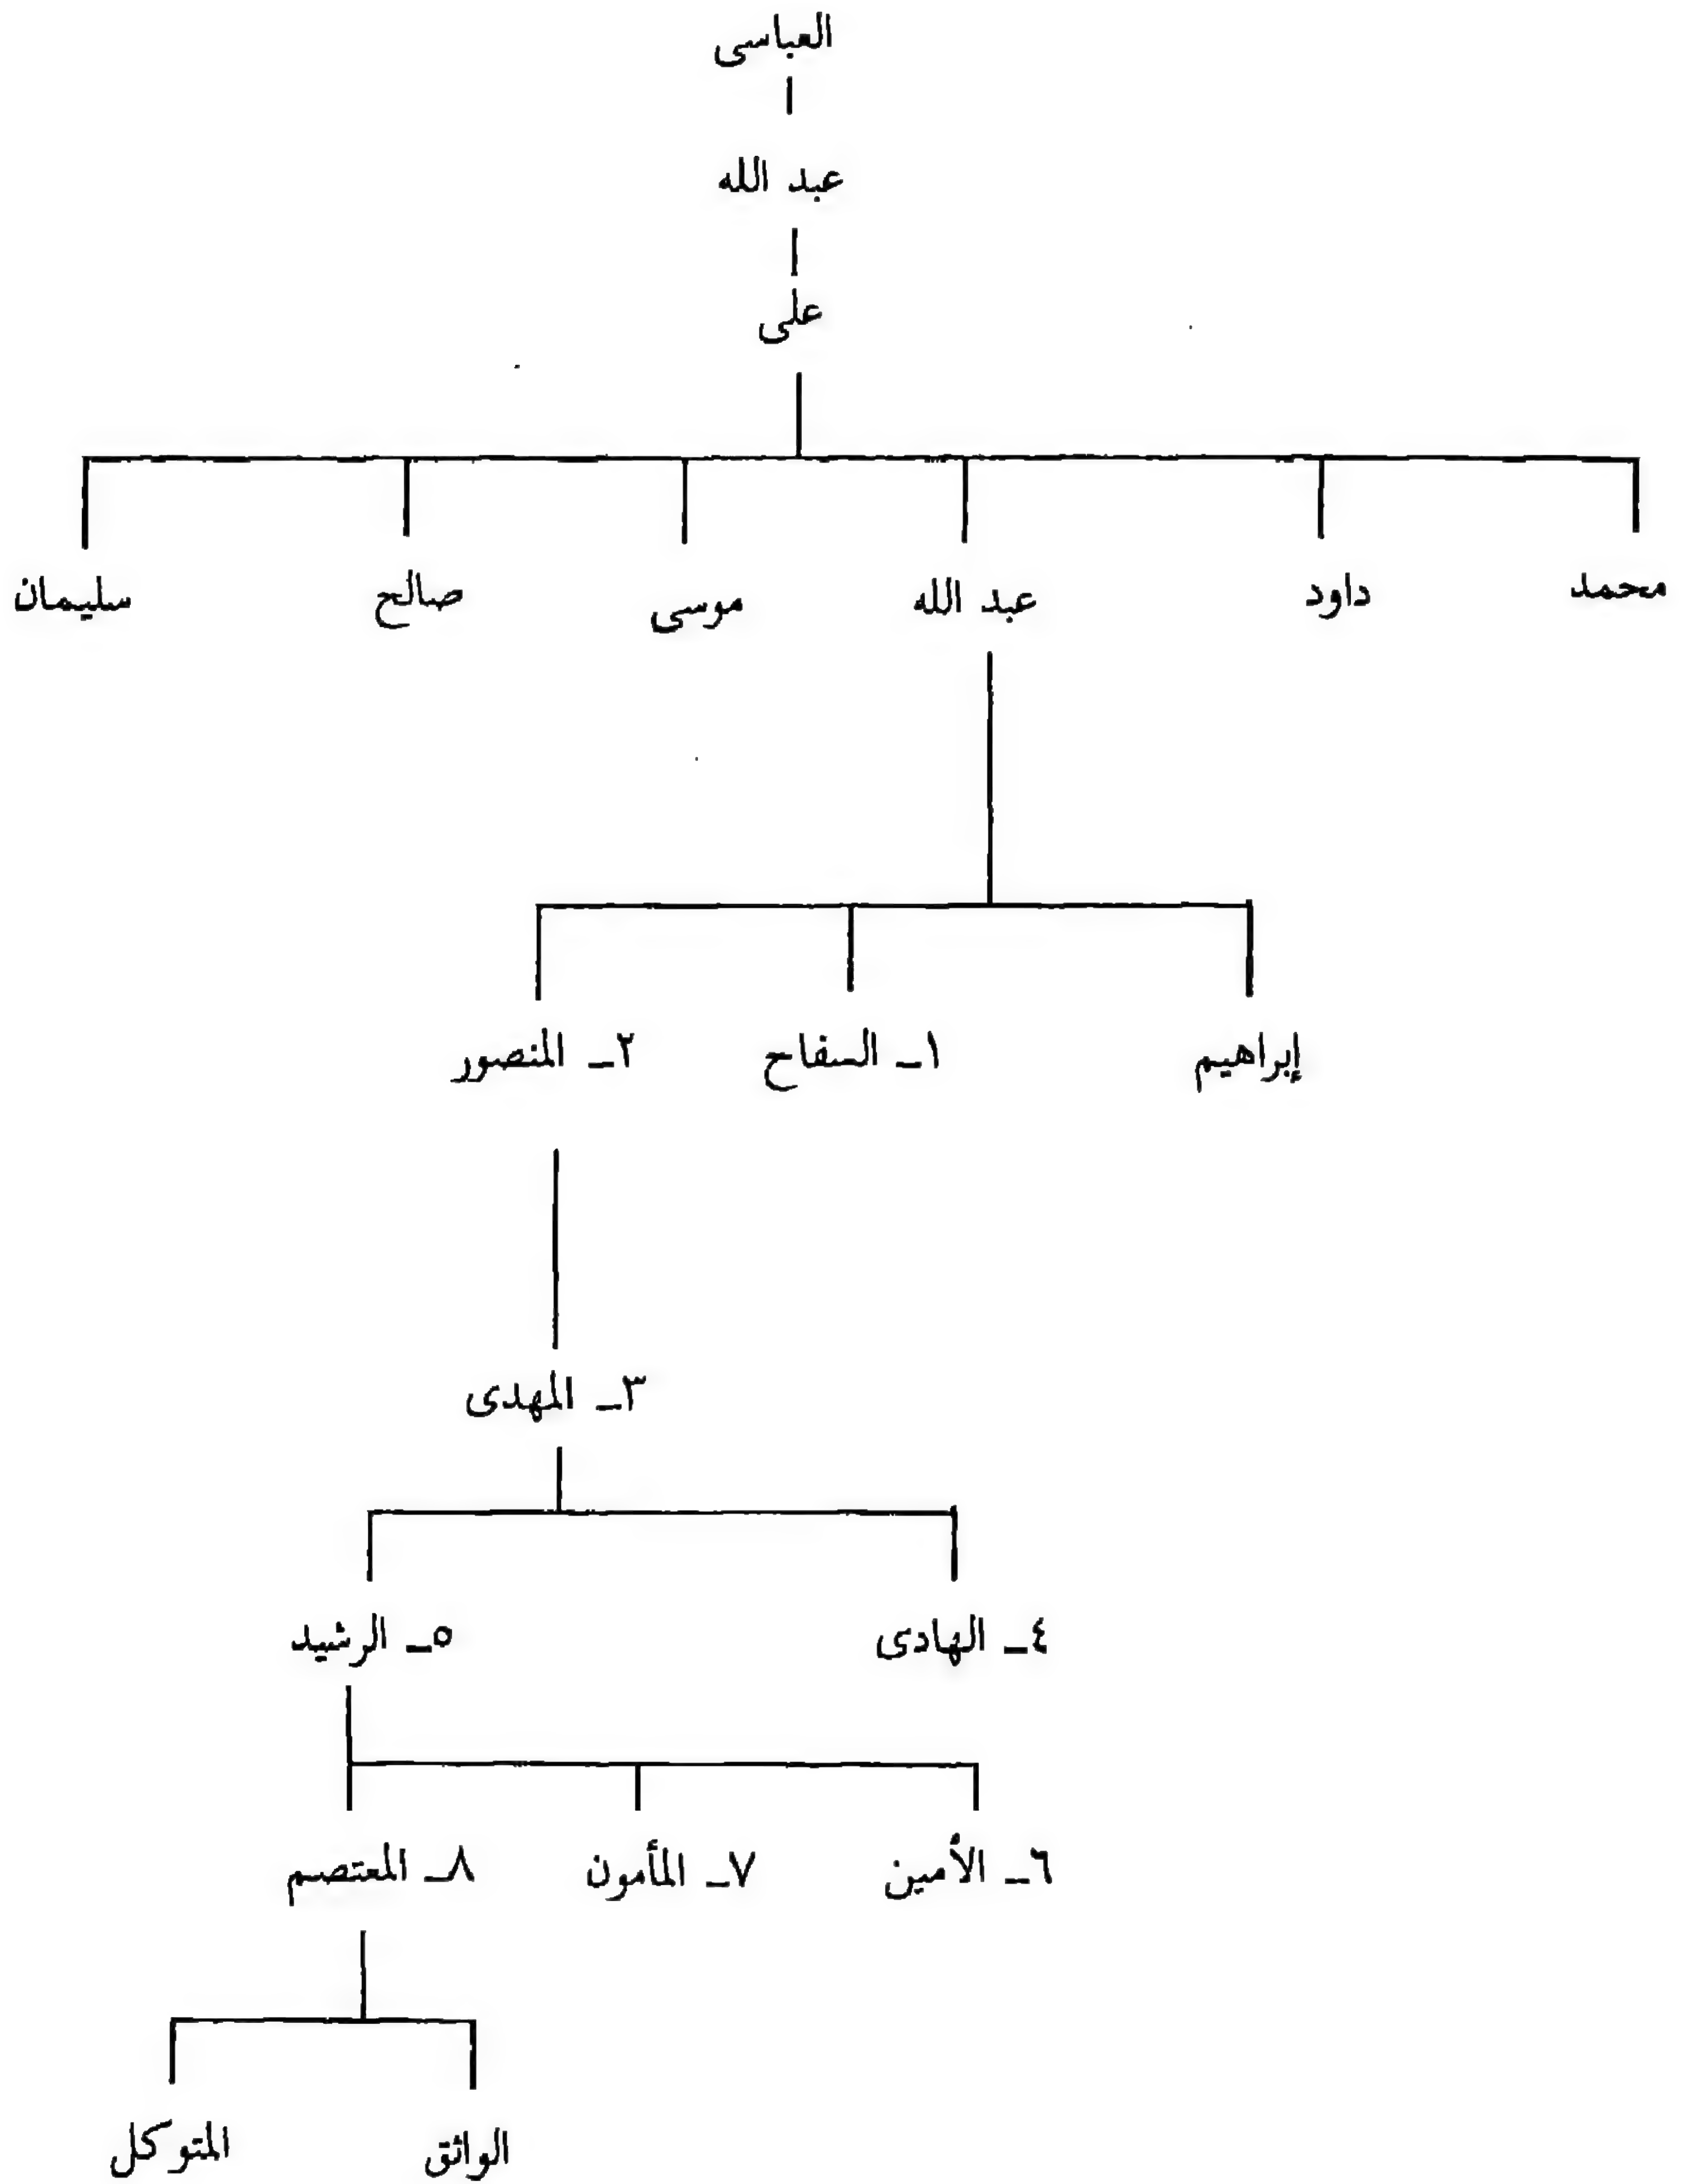 العباسى
عبد الله
على
محمد داود عبد الله موسى صالح سليمان
إبراهيم ١ـ السفاح ٢ـ المنصور
٣ـ المهدى
٤ـ الهادى ٥ـ الرشيد
٦ـ الأمين ٧ـ المأمون ٨ـ المعتصم
الواثق المتوكل